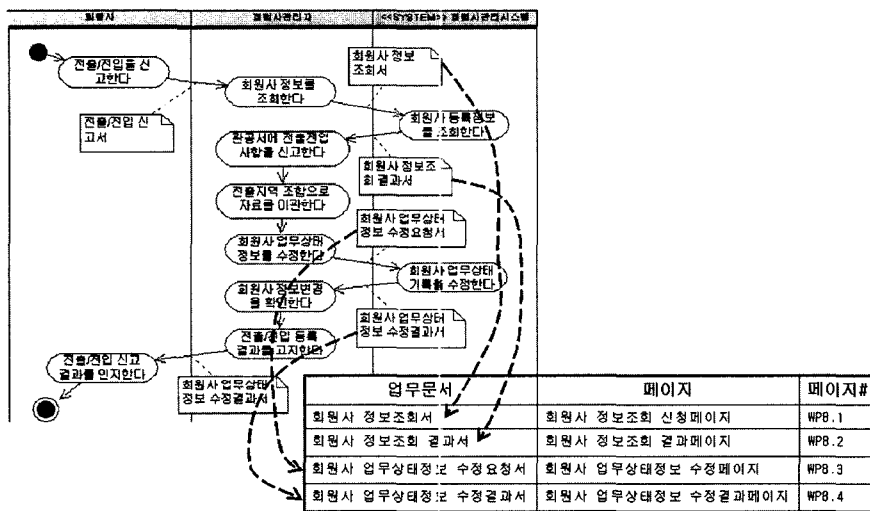 회원사
회원사관리자
<<SYSTEM>> 회원사관리시스템
전출/전입을 신
고한다
회원사 정보
조회서
회원사 정보를
조회한다
전출/전입 신
고서
회원사 등록정보
를 조회한다
관공서에 전출전입
사항을 신고한다
회원사 정보조
회 결과서
전출지역 조합으로
자료를 이관한다
회원사 업무상태
정보 수정요청서
회원사 업무상태
정보를 수정한다
회원사 업무상태
기록을 수정한다
회원사 정보변경
을 확인한다
회원사 업무상태
정보 수정결과서
전출/전입 등록
결과를 고지한다
전출/전입 신고
결과를 인지한다
회원사 업무상태
정보 수정결과서
업무문서 페이지 페이지#
회원사 정보조회서 회원사 정보조회 신청페이지 WP8.1
회원사 정보조회 결과서 회원사 정보조회 결과페이지 WP8.2
회원사 업무상태정보 수정요청서 회원사 업무상태정보 수정페이지 WP8.3
회원사 업무상태정보 수정결과서 회원사 업무상태정보 수정결과페이지 WP8.4